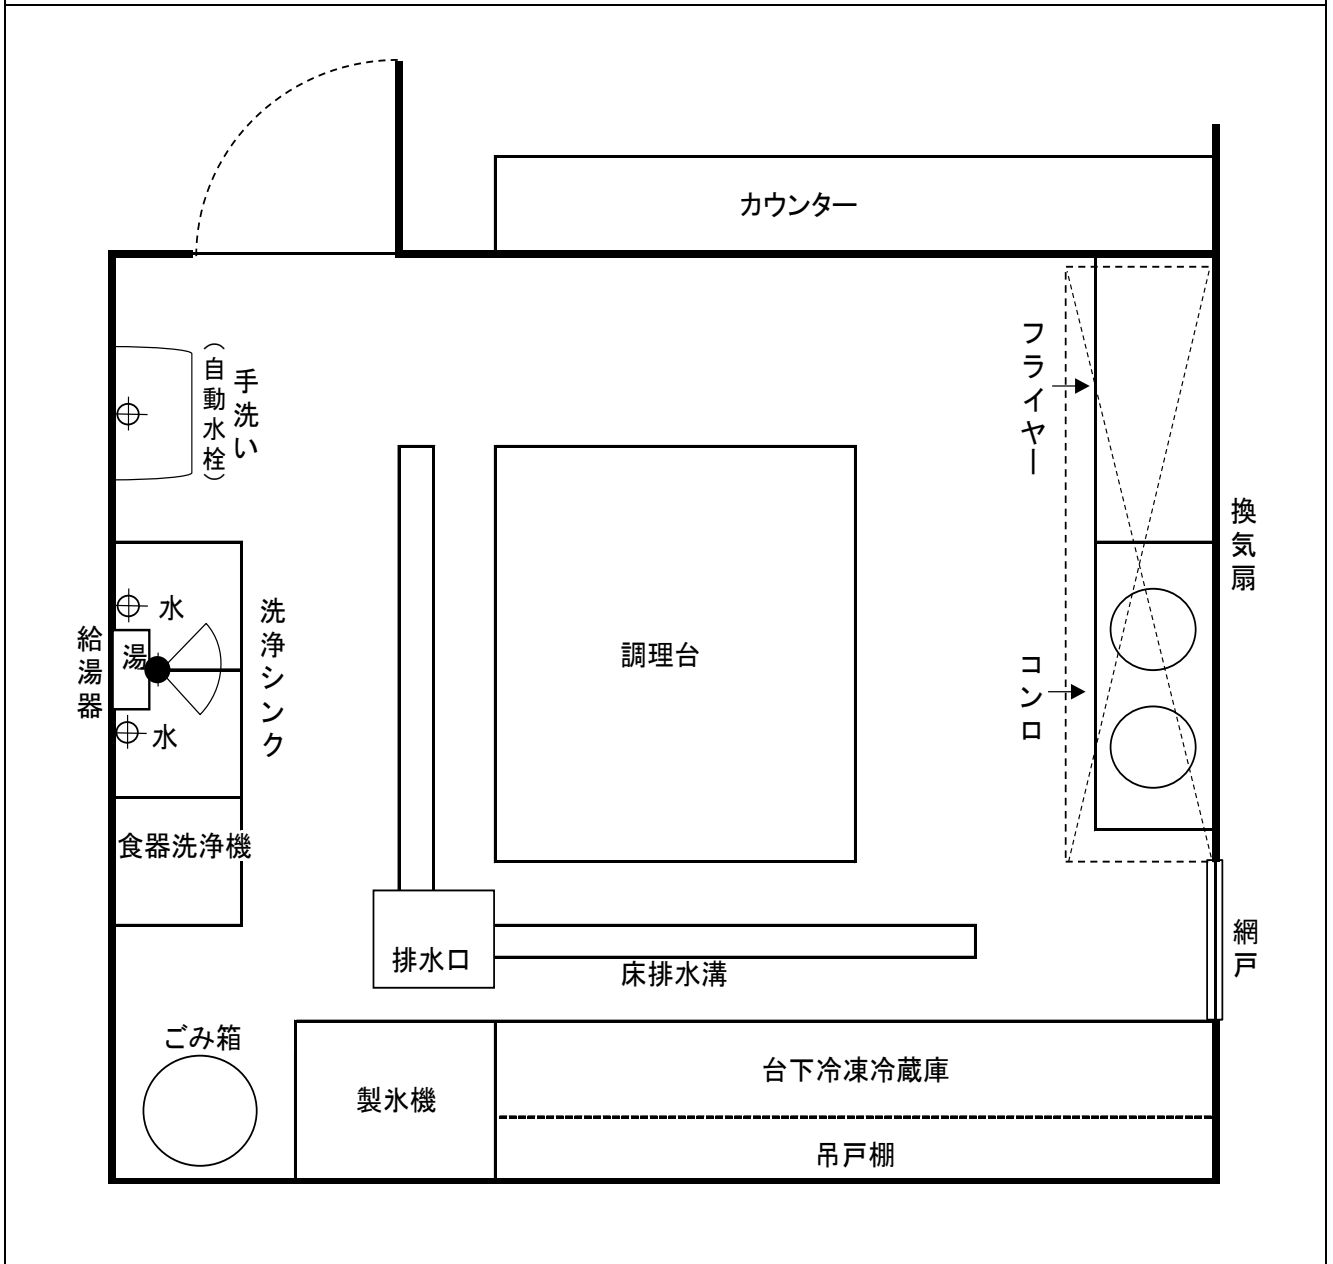 カウンター
フライヤー
手洗い
（自動水栓）
換気扇
水
湯
水
給湯器
洗浄シンク
調理台
コンロ
食器洗浄機
排水口
床排水溝
網戸
ごみ箱
製氷機
台下冷凍冷蔵庫
吊戸棚